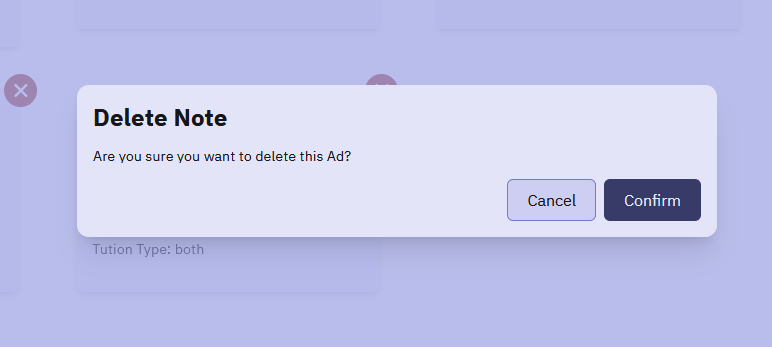 Delete Note
Are you sure you want to delete this Ad?
Cancel
Confirm
Tution Type: both